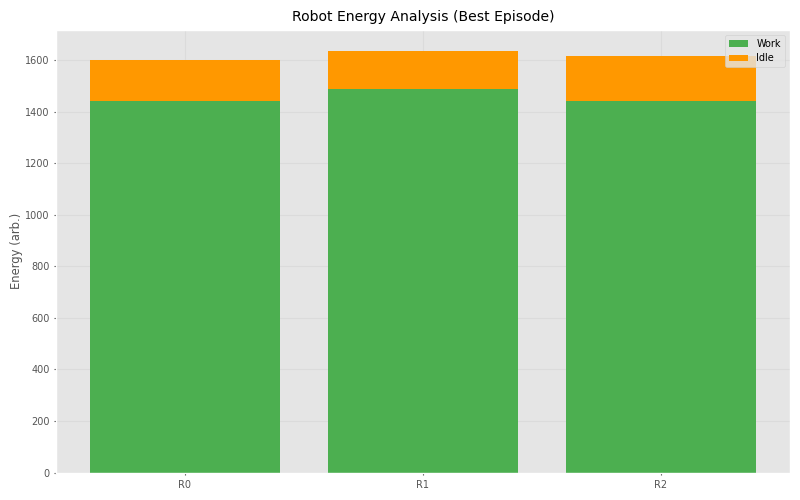 Robot Energy Analysis (Best Episode)
Work
Idle
Energy (arb.)
1600
1400
1200
1000
800
600
400
200
0
R0
R1
R2